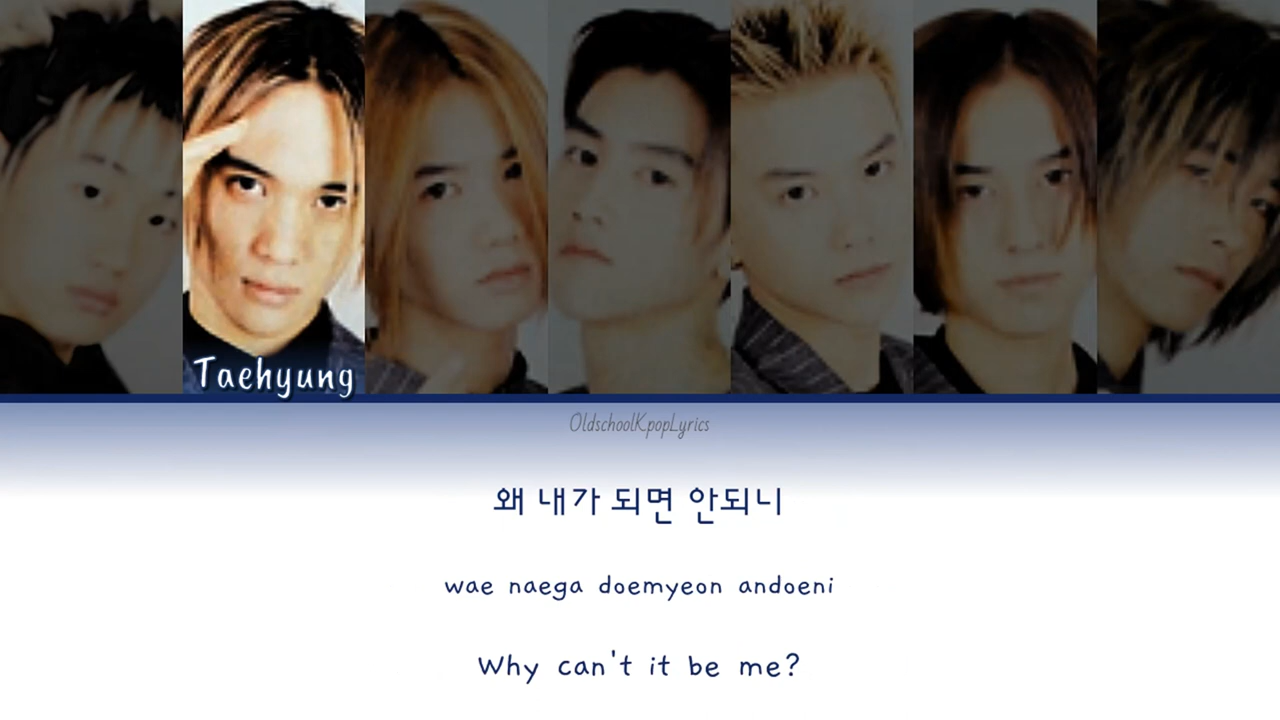 Taehyung
OldschoolKpopLyrics
왜 내가 되면 안되니
wae naega doemyeon andoeni
Why can't it be me?